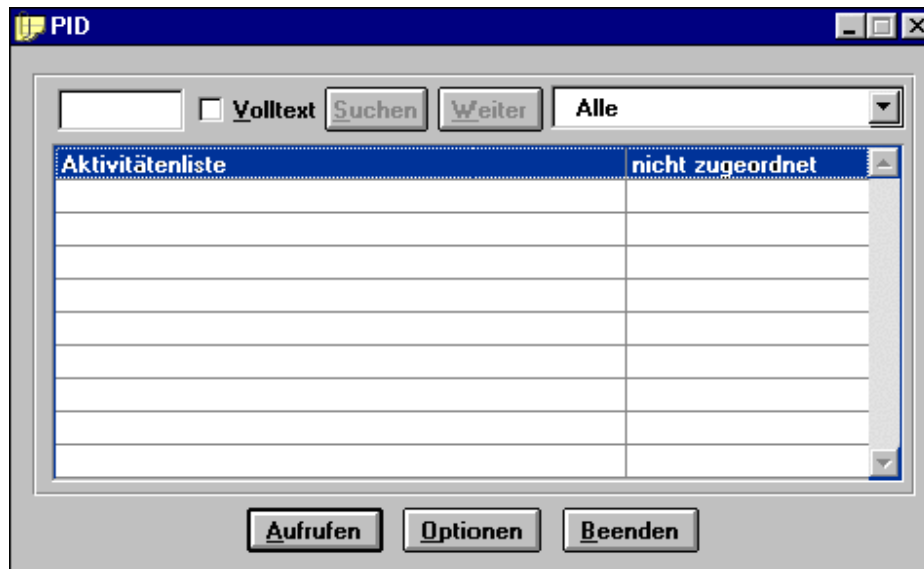 PID
Volltext Suchen Weiter Alle
Aktivitätenliste nicht zugeordnet
Aufrufen Optionen Beenden